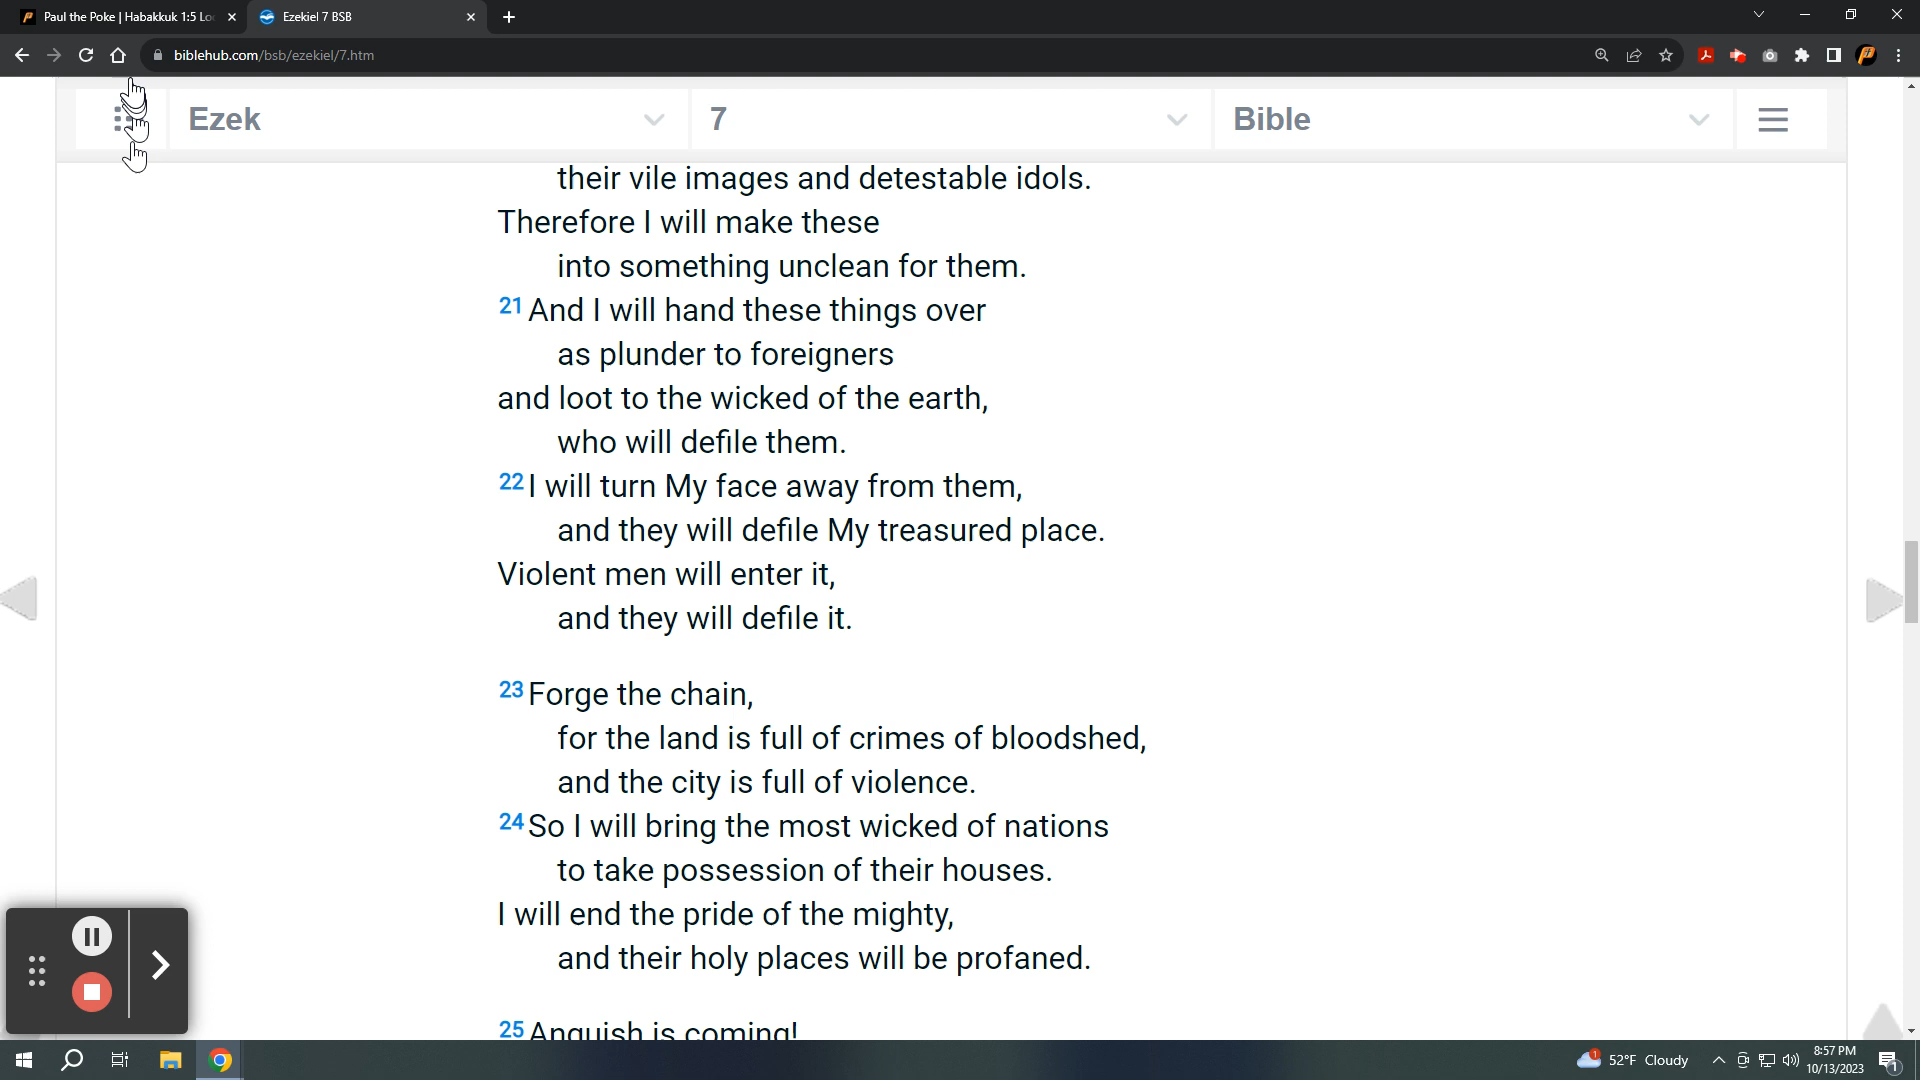 Paul the Poke | Habakkuk 1:5 Lo
Ezekiel 7 BSB
biblehub.com/bsb/ezekiel/7.htm
Ezek
7
Bible
their vile images and detestable idols.
Therefore I will make these
into something unclean for them.
21 And I will hand these things over
as plunder to foreigners
and loot to the wicked of the earth,
who will defile them.
22 I will turn My face away from them,
and they will defile My treasured place.
Violent men will enter it,
and they will defile it.
23 Forge the chain,
for the land is full of crimes of bloodshed,
and the city is full of violence.
24 So I will bring the most wicked of nations
to take possession of their houses.
I will end the pride of the mighty,
and their holy places will be profaned.
25 Anguish is coming!
1
52°F Cloudy
8:57 PM
10/13/2023
1